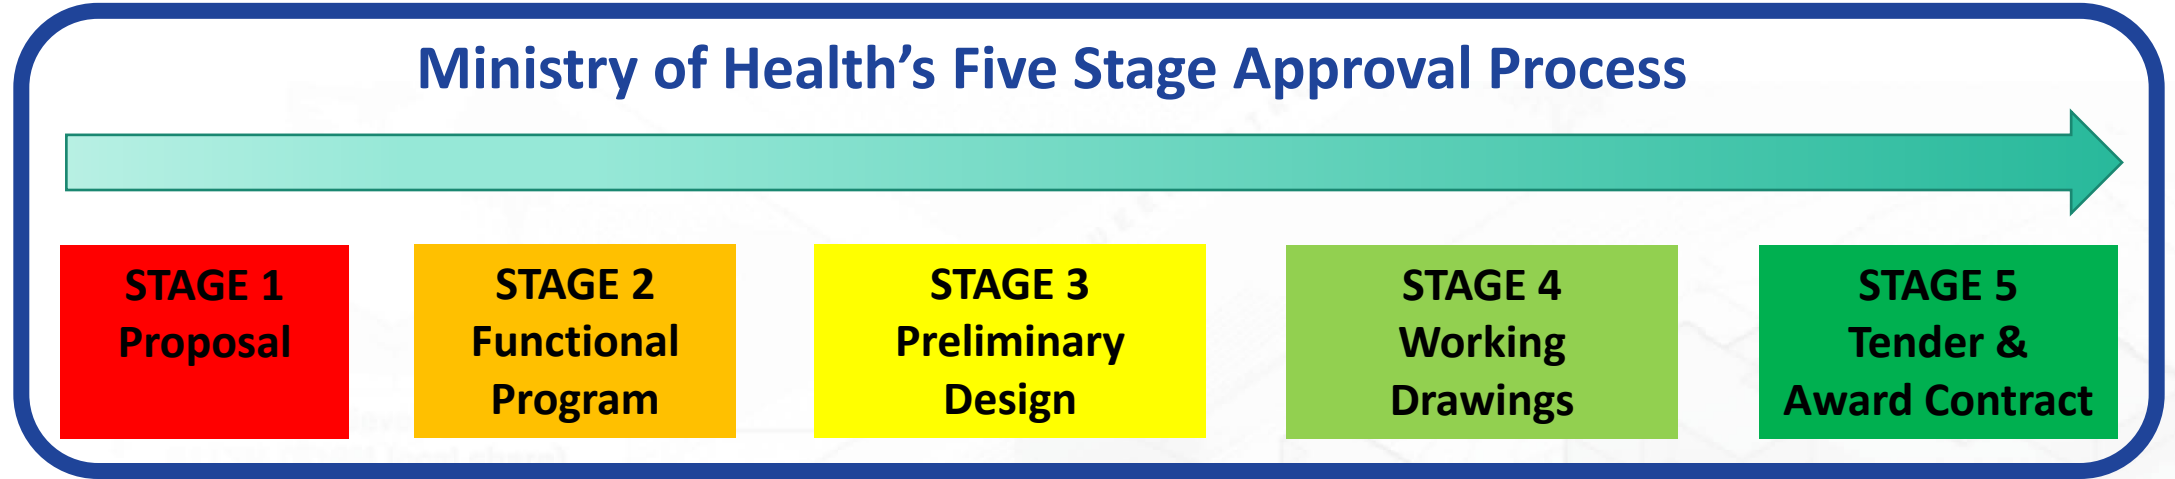 Ministry of Health’s Five Stage Approval Process
STAGE 1
Proposal
STAGE 2
Functional
Program
STAGE 3
Preliminary
Design
STAGE 4
Working
Drawings
STAGE 5
Tender &
Award Contract